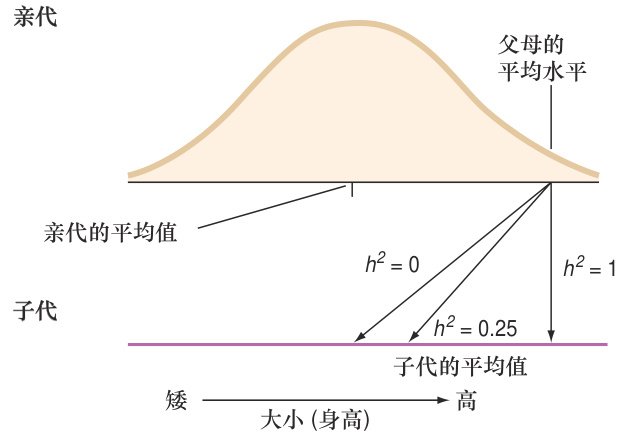 亲代
父母的
平均水平
亲代的平均值
h² = 0
h² = 1
子代
h² = 0.25
子代的平均值
矮
高
大小 (身高)